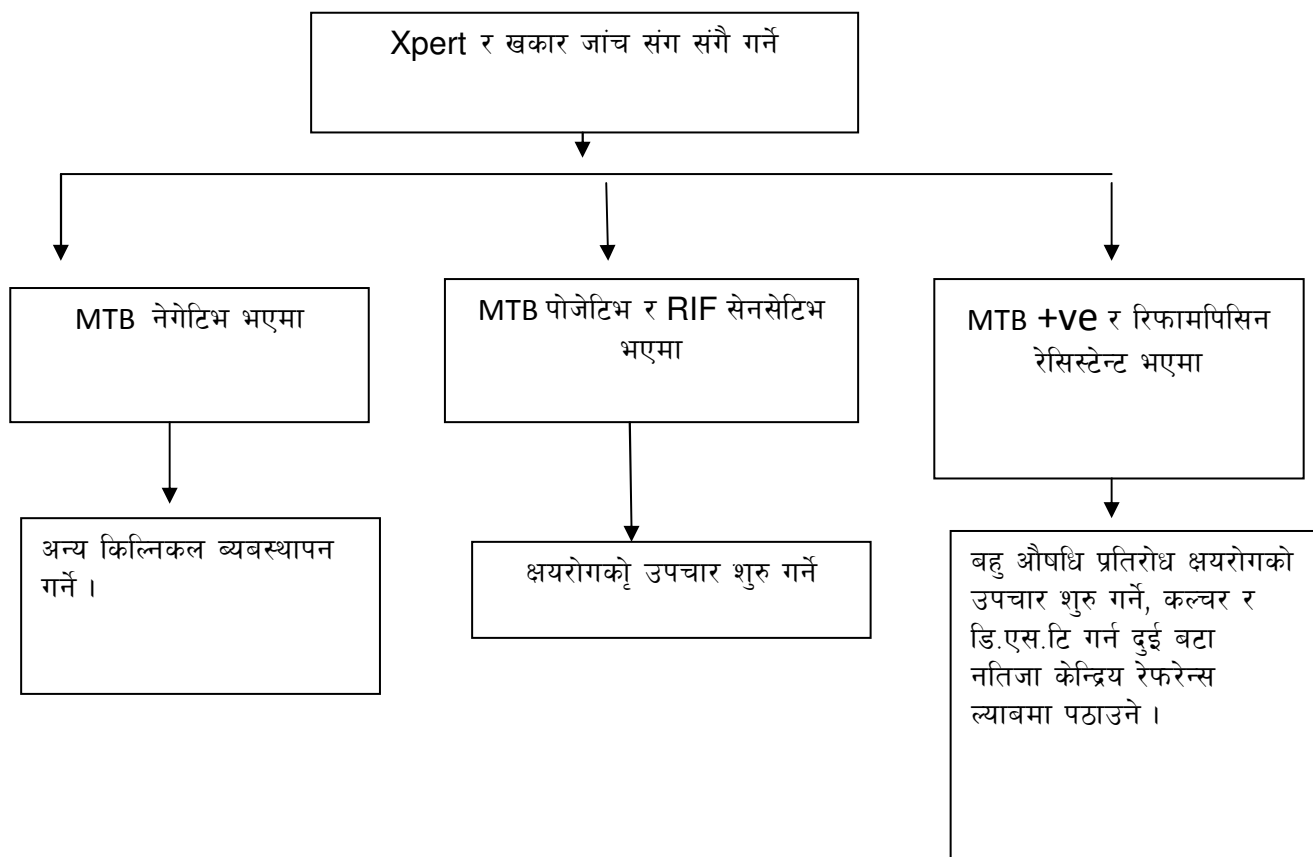 Xpert र खकार जांच संग संगै गर्ने
MTB नेगेटिभ भएमा
MTB पोजेटिभ र RIF सेनसेटिभ
भएमा
MTB +ve र रिफामपिसिन
रेसिस्टेन्ट भएमा
अन्य किल्निकल ब्यबस्थापन
गर्ने ।
क्षयरोगकोृ उपचार शुरु गर्ने
बहु औषधि प्रतिरोध क्षयरोगको
उपचार शुरु गर्ने, कल्चर र
डि.एस.टि गर्न दुई बटा
नतिजा केन्द्रिय रेफरेन्स
ल्याबमा पठाउने ।